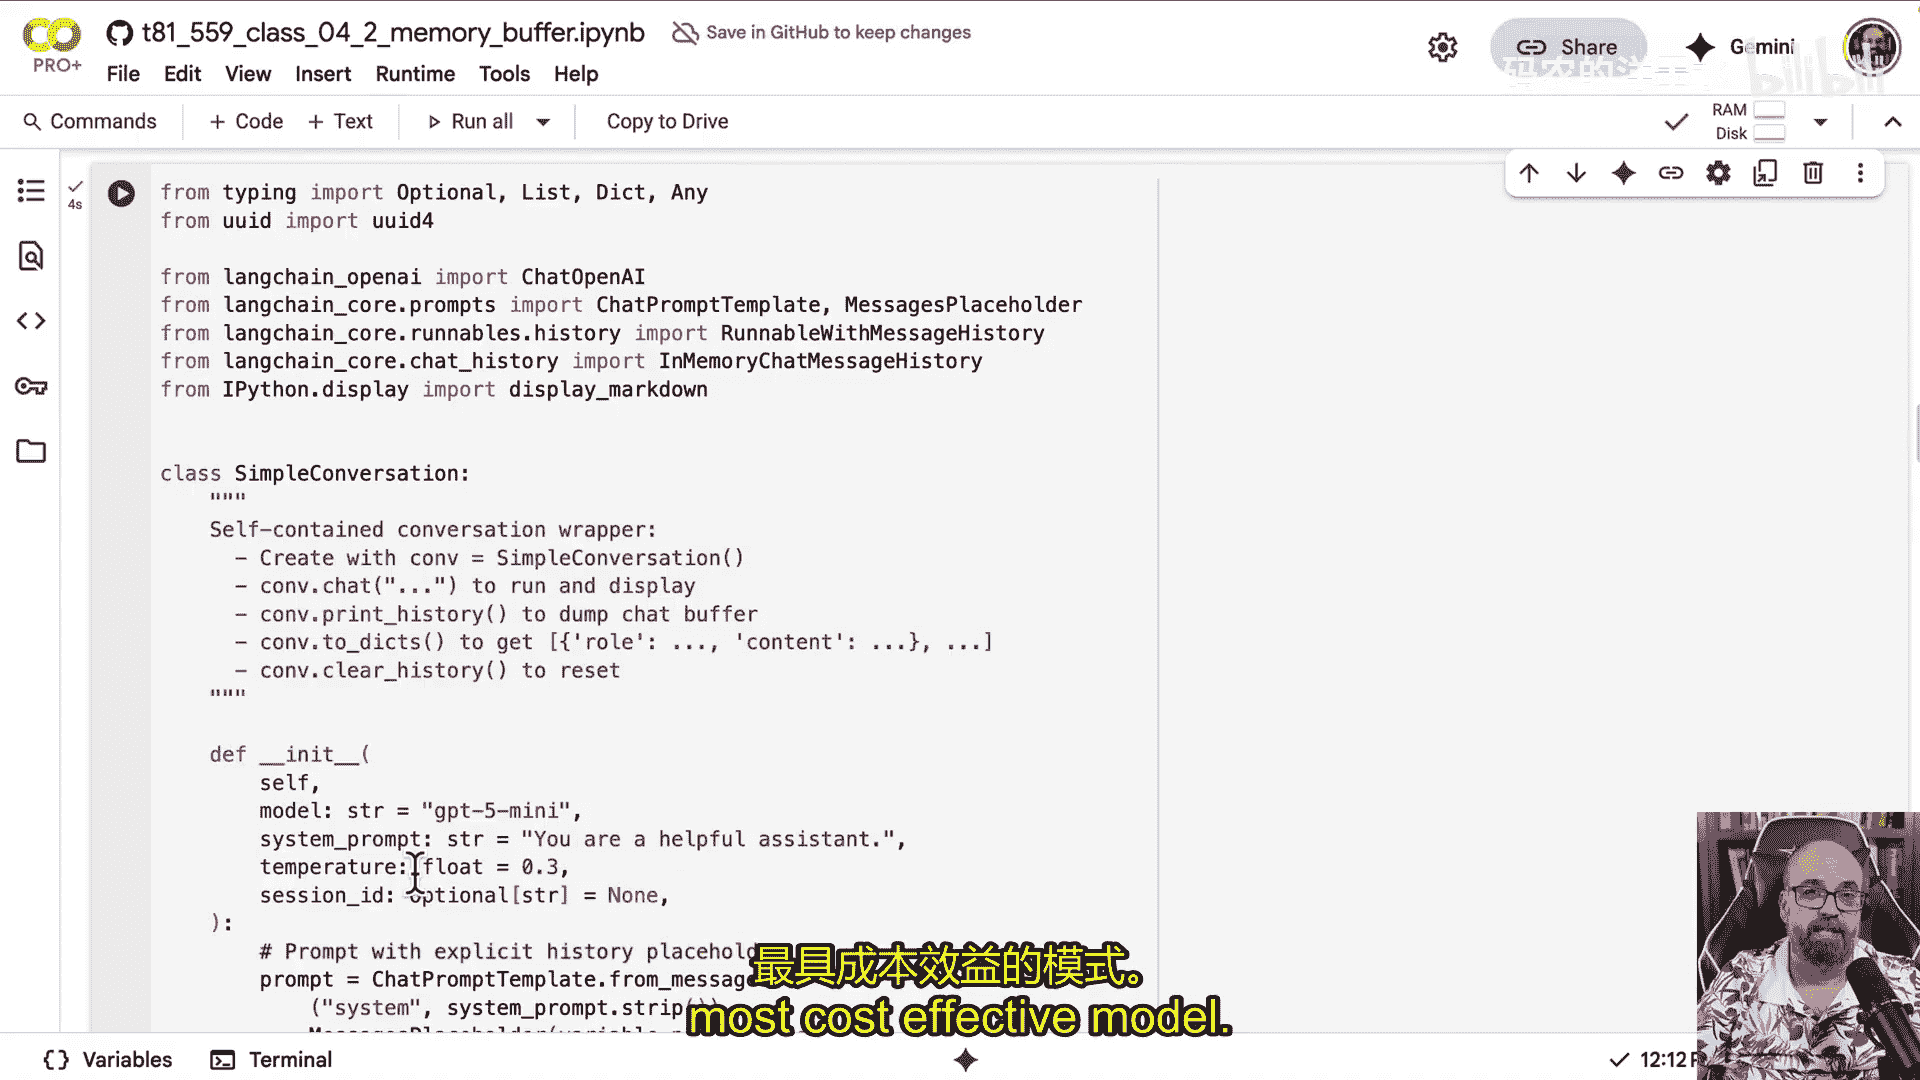 t81_559_class_04_2_memory_buffer.ipynb
Save in GitHub to keep changes
Share
Gemini
PRO+
File Edit View Insert Runtime Tools Help
Commands
+ Code + Text
Run all
Copy to Drive
RAM
Disk
4s
from typing import Optional, List, Dict, Any
from uuid import uuid4
from langchain_openai import ChatOpenAI
from langchain_core.prompts import ChatPromptTemplate, MessagesPlaceholder
from langchain_core.runnables.history import RunnableWithMessageHistory
from langchain_core.chat_history import InMemoryChatMessageHistory
from IPython.display import display_markdown
class SimpleConversation:
"""
Self-contained conversation wrapper:
- Create with conv = SimpleConversation()
- conv.chat("...") to run and display
- conv.print_history() to dump chat buffer
- conv.to_dicts() to get [{'role': ..., 'content': ...}, ...]
- conv.clear_history() to reset
"""
def __init__(
self,
model: str = "gpt-5-mini",
system_prompt: str = "You are a helpful assistant.",
temperature: float = 0.3,
session_id: Optional[str] = None,
):
# Prompt with explicit history
prompt = ChatPromptTemplate.from_messag
("system", system_prompt.strip()
最具成本效益的模式。
most cost effective model.
Variables
Terminal
12:12